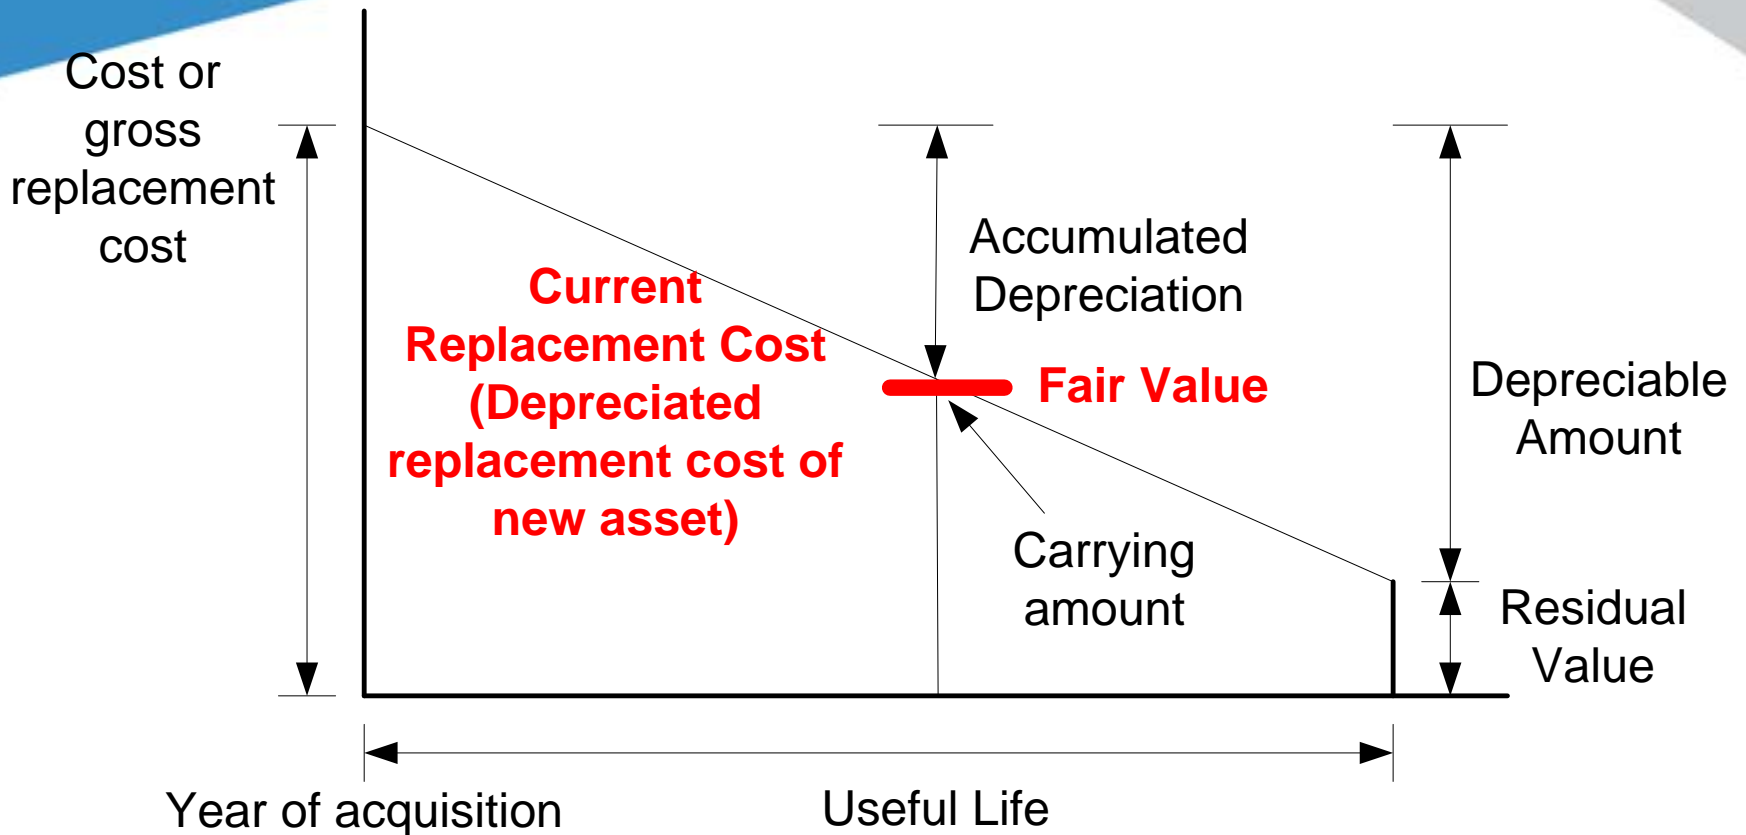 Cost or
gross
replacement
cost
Current
Replacement Cost
(Depreciated
replacement cost of
new asset)
Accumulated
Depreciation
Fair Value
Carrying
amount
Depreciable
Amount
Residual
Value
Year of acquisition
Useful Life